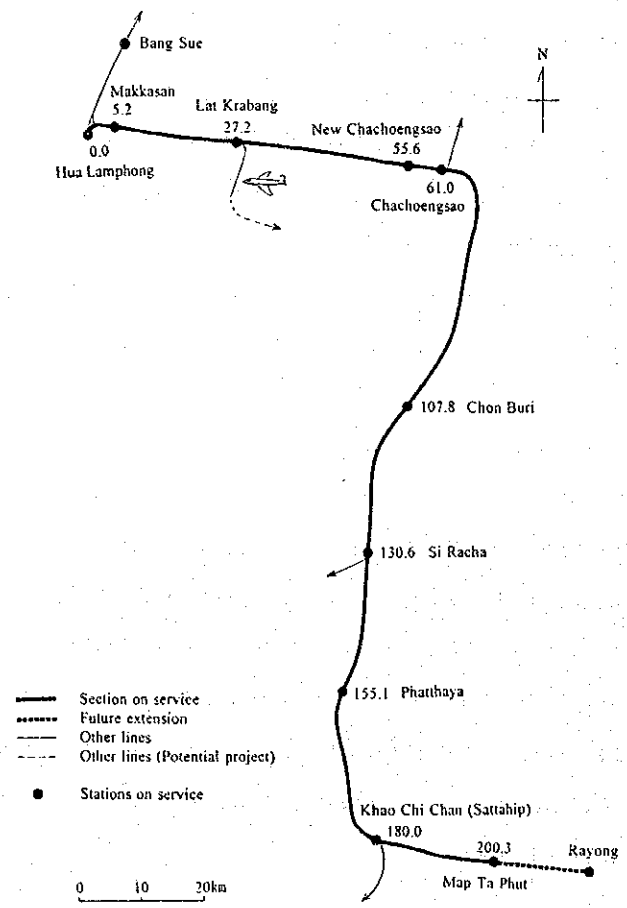 Bang Sue
N
Makkasan
5.2
Lat Krabang
27.2
New Chachoengsao
55.6
0.0
Hua Lamphong
61.0
Chachoengsao
107.8 Chon Buri
130.6 Si Racha
155.1 Phatthaya
Section on service
Future extension
Other lines
Other lines (Potential project)
Stations on service
Khao Chi Chan (Sattahip)
180.0
200.3
Rayong
Map Ta Phut
0 10 20km